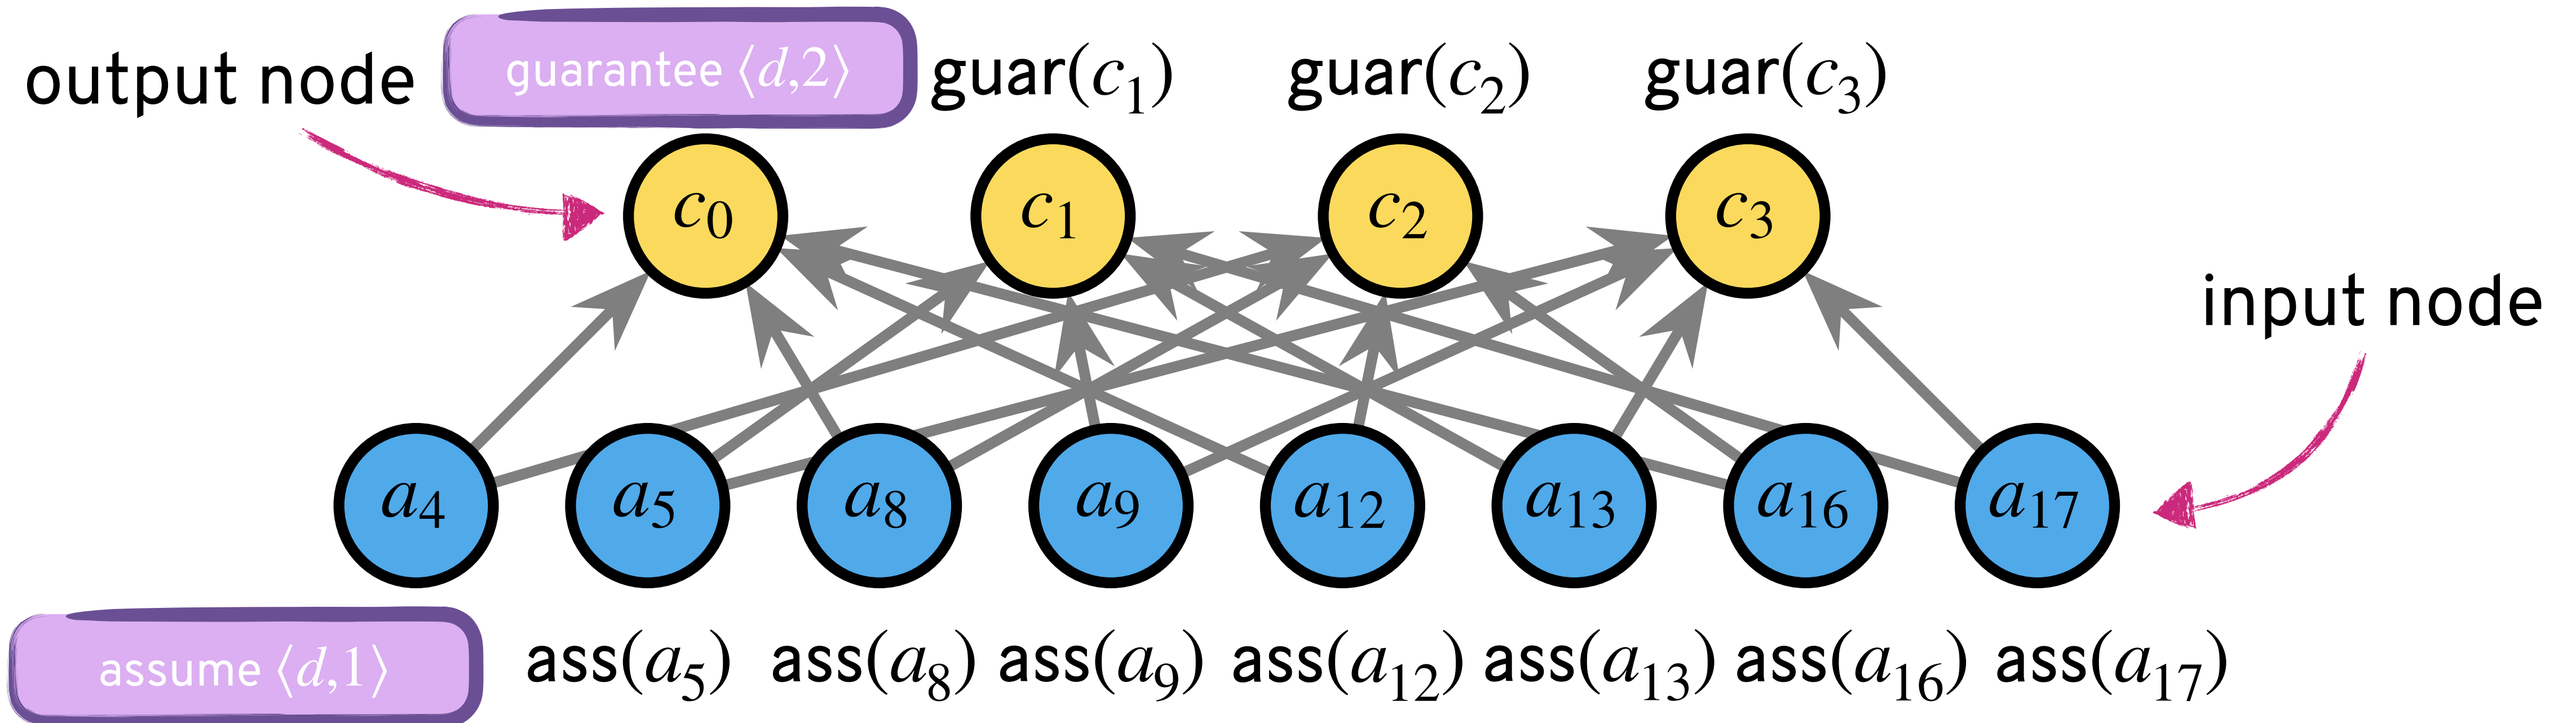 output node
guarantee ⟨d,2⟩
guar(c₁)
guar(c₂)
guar(c₃)
c₀
c₁
c₂
c₃
input node
a₄
a₅
a₈
a₉
a₁₂
a₁₃
a₁₆
a₁₇
assume ⟨d,1⟩
ass(a₅)
ass(a₈)
ass(a₉)
ass(a₁₂)
ass(a₁₃)
ass(a₁₆)
ass(a₁₇)